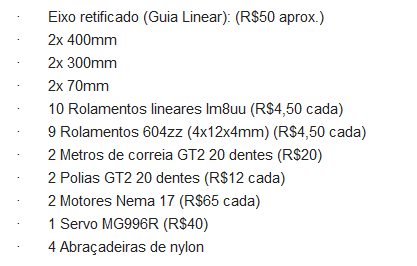 · Eixo retificado (Guia Linear): (R$50 aprox.)
· 2x 400mm
· 2x 300mm
· 2x 70mm
· 10 Rolamentos lineares lm8uu (R$4,50 cada)
· 9 Rolamentos 604zz (4x12x4mm) (R$4,50 cada)
· 2 Metros de correia GT2 20 dentes (R$20)
· 2 Polias GT2 20 dentes (R$12 cada)
· 2 Motores Nema 17 (R$65 cada)
· 1 Servo MG996R (R$40)
· 4 Abraçadeiras de nylon